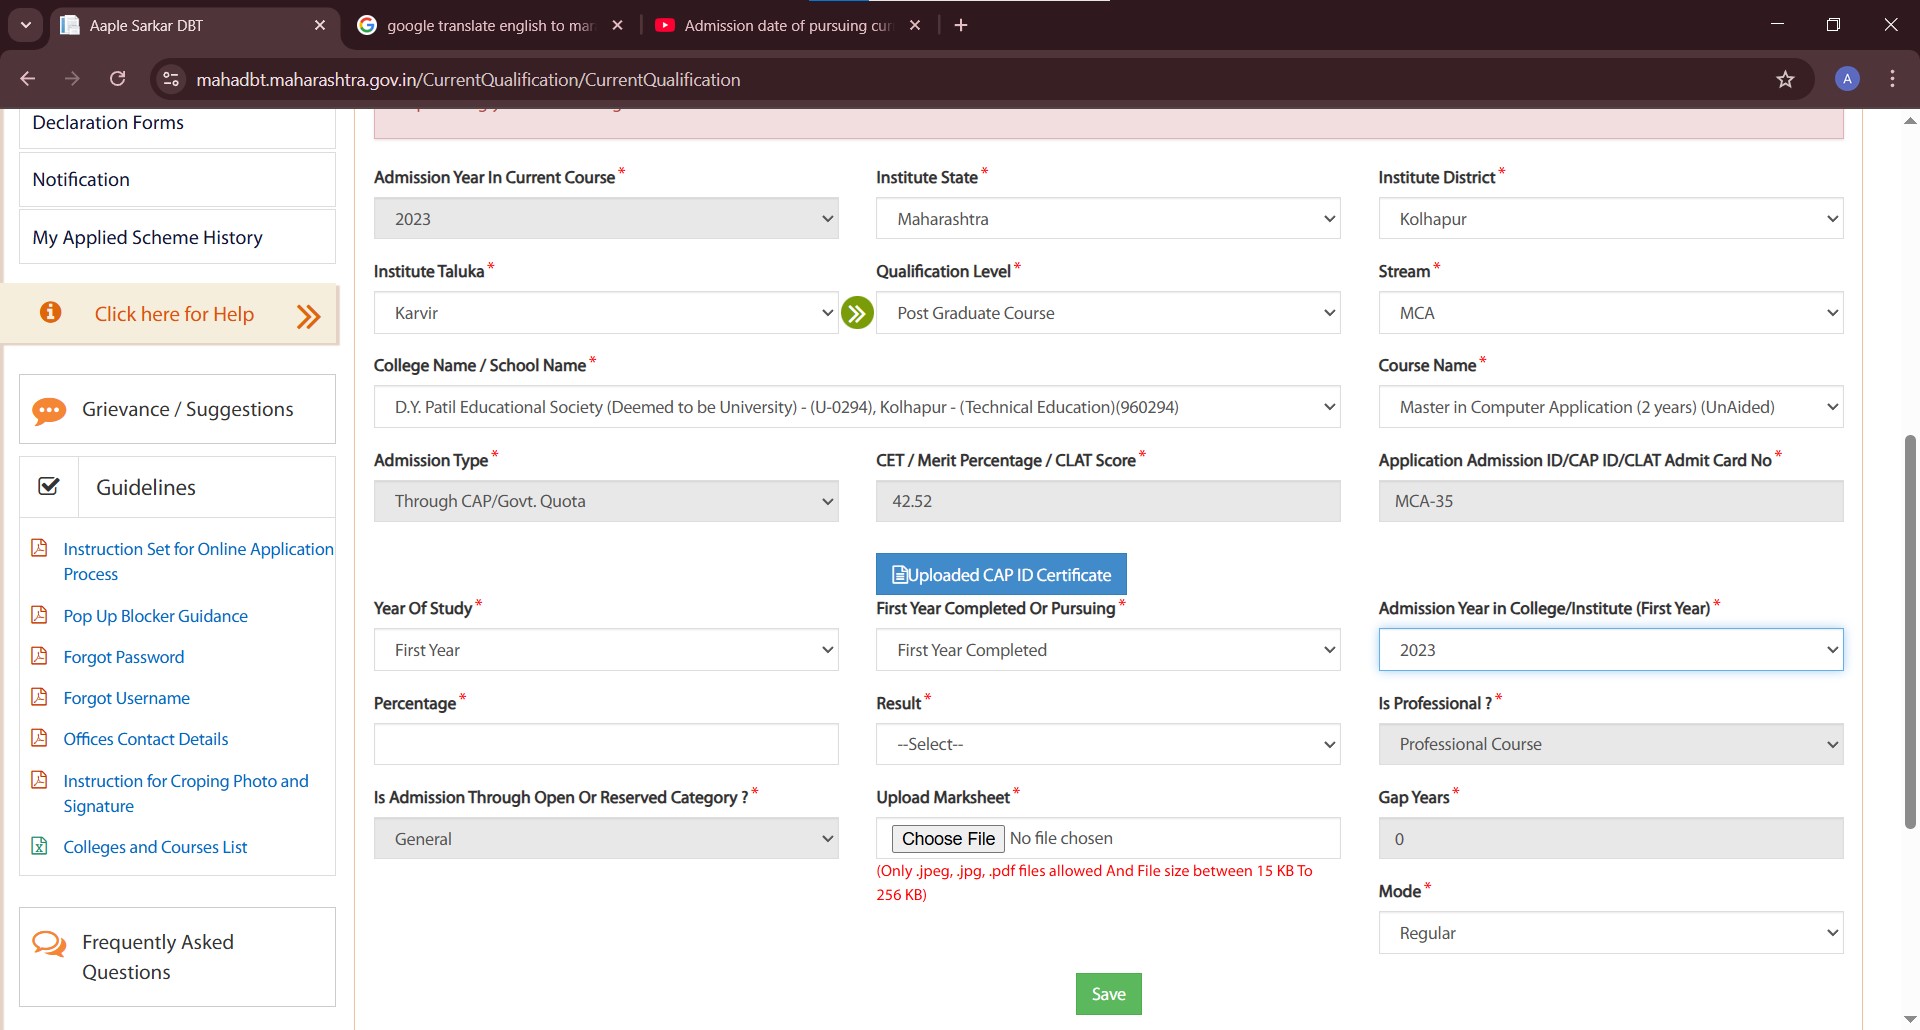 Aaple Sarkar DBT
google translate english to mar
Admission date of pursuing cur
mahadbt.maharashtra.gov.in/CurrentQualification/CurrentQualification
A
Declaration Forms
Notification
My Applied Scheme History
Click here for Help
Grievance / Suggestions
Guidelines
Instruction Set for Online Application
Process
Pop Up Blocker Guidance
Forgot Password
Forgot Username
Offices Contact Details
Instruction for Croping Photo and
Signature
Colleges and Courses List
Frequently Asked
Questions
Admission Year In Current Course*
Institute State*
Institute District*
2023
Maharashtra
Kolhapur
Institute Taluka*
Qualification Level*
Stream*
Karvir
Post Graduate Course
MCA
College Name / School Name*
Course Name*
D.Y. Patil Educational Society (Deemed to be University) - (U-0294), Kolhapur - (Technical Education)(960294)
Master in Computer Application (2 years) (UnAided)
Admission Type*
CET / Merit Percentage / CLAT Score*
Application Admission ID/CAP ID/CLAT Admit Card No*
Through CAP/Govt. Quota
42.52
MCA-35
Uploaded CAP ID Certificate
Year Of Study*
First Year Completed Or Pursuing*
Admission Year in College/Institute (First Year)*
First Year
First Year Completed
2023
Percentage*
Result*
Is Professional ?*
--Select--
Professional Course
Is Admission Through Open Or Reserved Category ?*
Upload Marksheet*
Gap Years*
General
Choose File No file chosen
0
(Only .jpeg, .jpg, .pdf files allowed And File size between 15 KB To
256 KB)
Mode*
Regular
Save